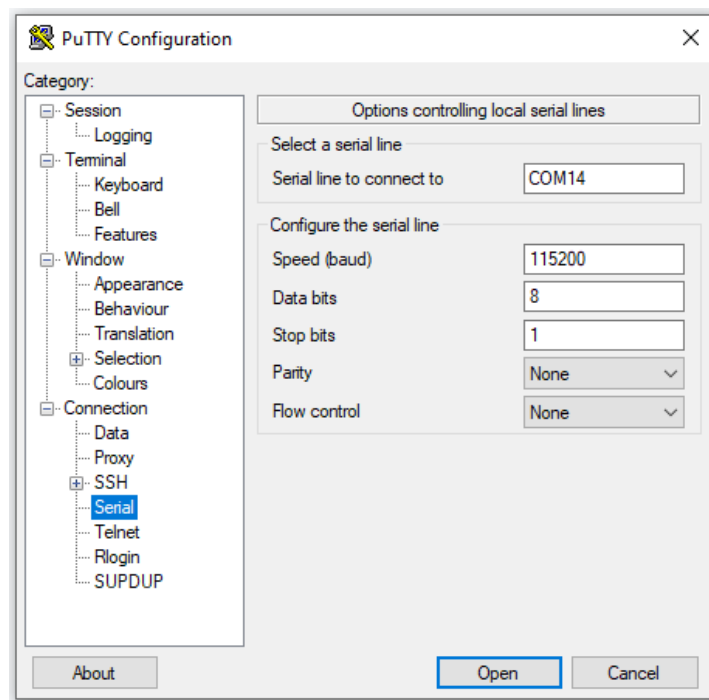 PuTTY Configuration
Category:
Session
Logging
Terminal
Keyboard
Bell
Features
Window
Appearance
Behaviour
Translation
Selection
Colours
Connection
Data
Proxy
SSH
Serial
Telnet
Rlogin
SUPDUP
Options controlling local serial lines
Select a serial line
Serial line to connect to COM14
Configure the serial line
Speed (baud) 115200
Data bits 8
Stop bits 1
Parity None
Flow control None
About Open Cancel